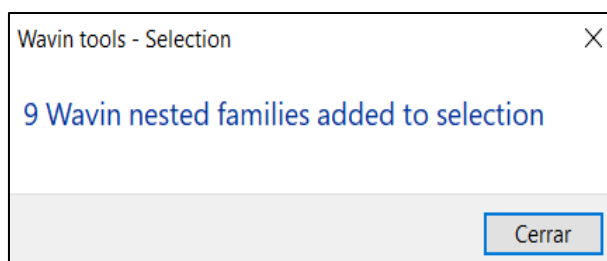 Wavin tools - Selection
9 Wavin nested families added to selection
Cerrar